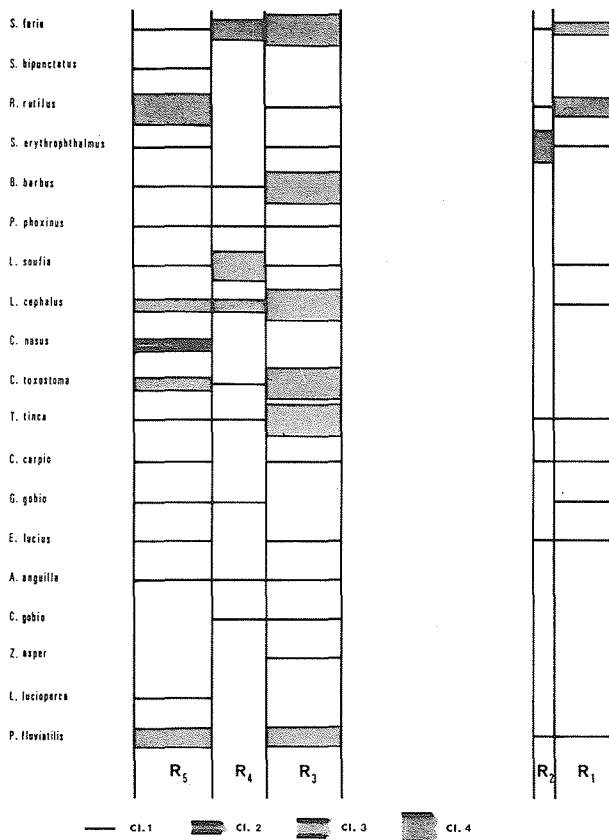 S. fario
S. bipunctatus
R. rutilus
S. erythrophthalmus
B. barbus
P. phoxinus
L. soufia
L. cephalus
C. nasus
C. toxostoma
T. tinca
C. carpio
G. gobio
E. lucius
A. anguilla
C. gobio
Z. asper
L. lucioperca
P. fluviatilis
R5 R4 R3 R2 R1
Cl.1 Cl. 2 Cl. 3 Cl. 4